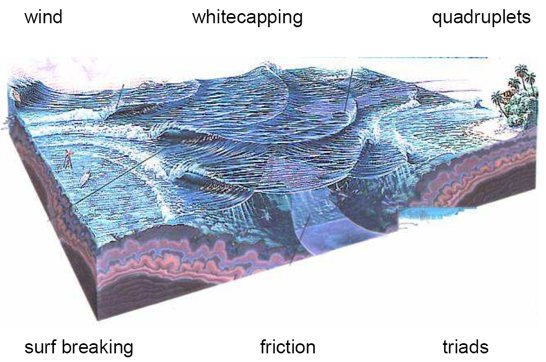 wind whitecapping quadruplets
surf breaking friction triads